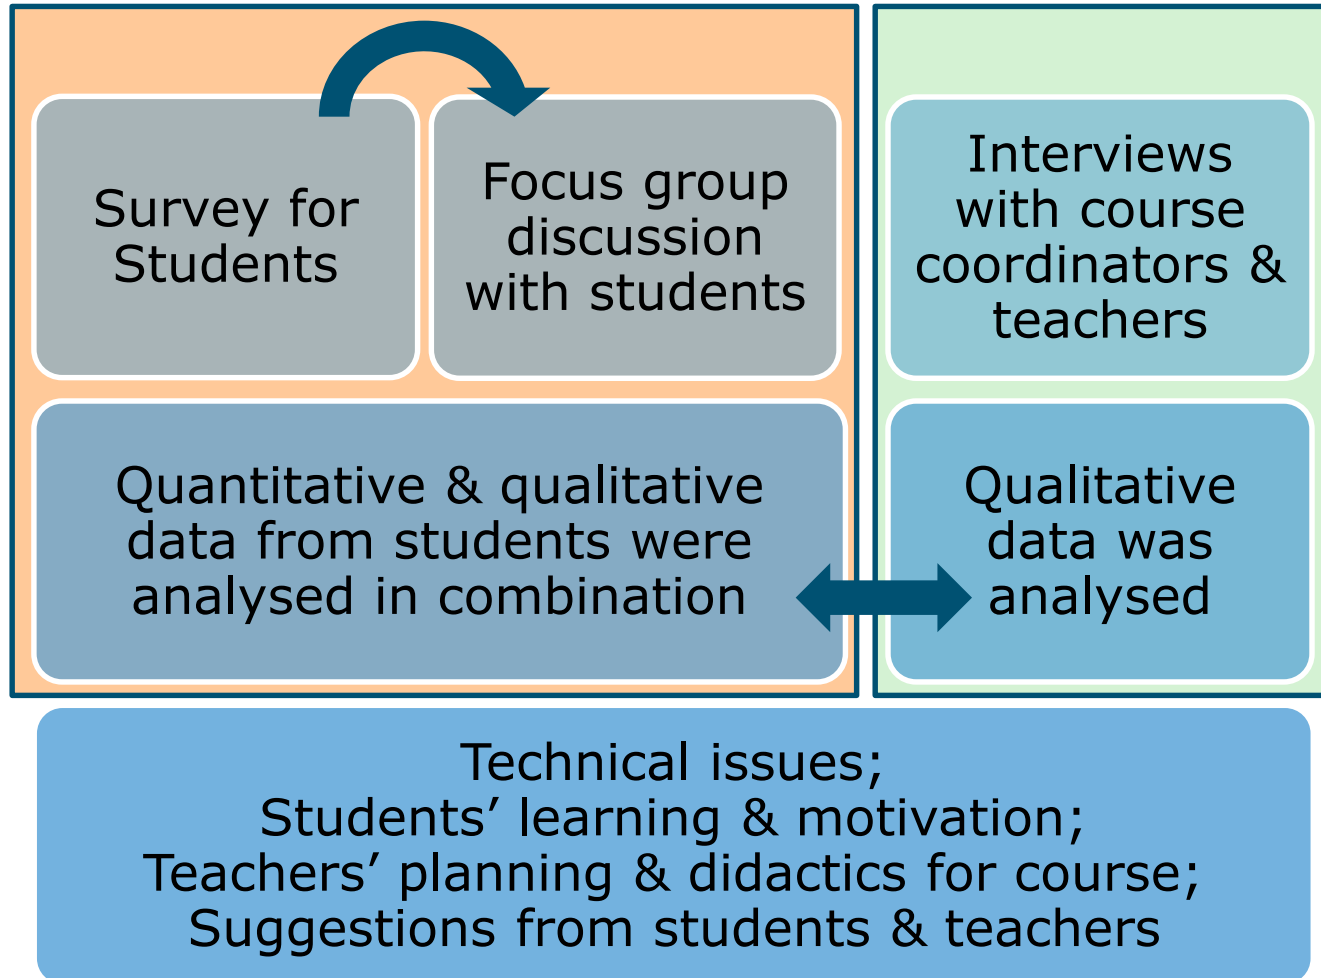 Survey for
Students
Focus group
discussion
with students
Interviews
with course
coordinators &
teachers
Quantitative & qualitative
data from students were
analysed in combination
Qualitative
data was
analysed
Technical issues;
Students’ learning & motivation;
Teachers’ planning & didactics for course;
Suggestions from students & teachers